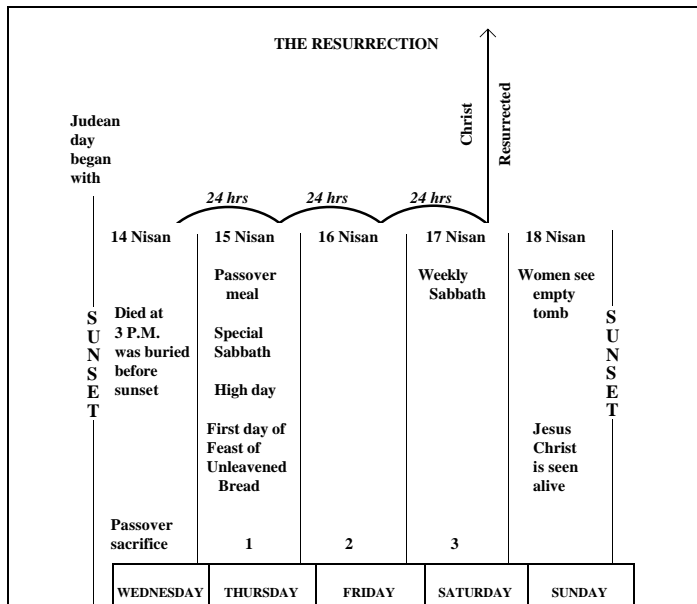 THE RESURRECTION
Christ
Resurrected
Judean
day
began
with
24 hrs
24 hrs
24 hrs
14 Nisan
15 Nisan
16 Nisan
17 Nisan
18 Nisan
SUNSET
Died at
3 P.M.
was buried
before
sunset
Passover
sacrifice
Passover
meal
Special
Sabbath
High day
First day of
Feast of
Unleavened
Bread
1
2
Weekly
Sabbath
3
Women see
empty
tomb
Jesus
Christ
is seen
alive
SUNSET
WEDNESDAY
THURSDAY
FRIDAY
SATURDAY
SUNDAY